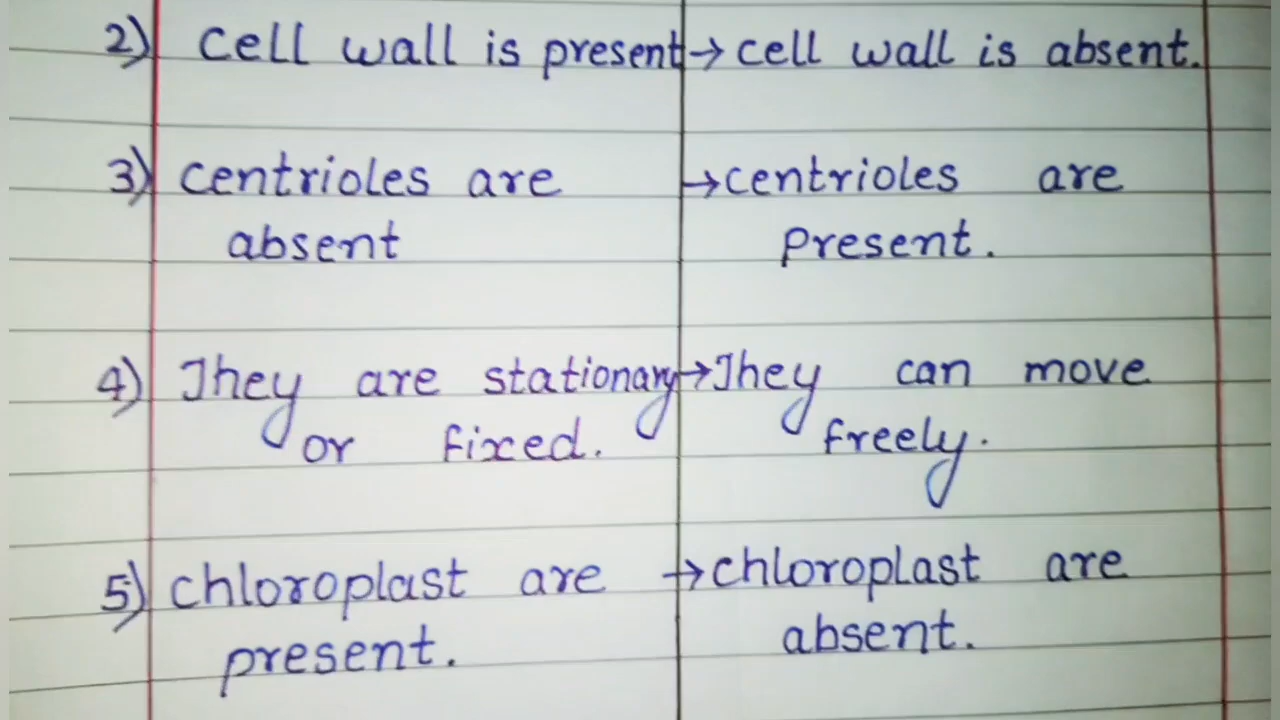 2) cell wall is present → cell wall is absent.
3) centrioles are → centrioles are
absent present.
4) They are stationary → They can move
or fixed. freely.
5) chloroplast are → chloroplast are
present. absent.